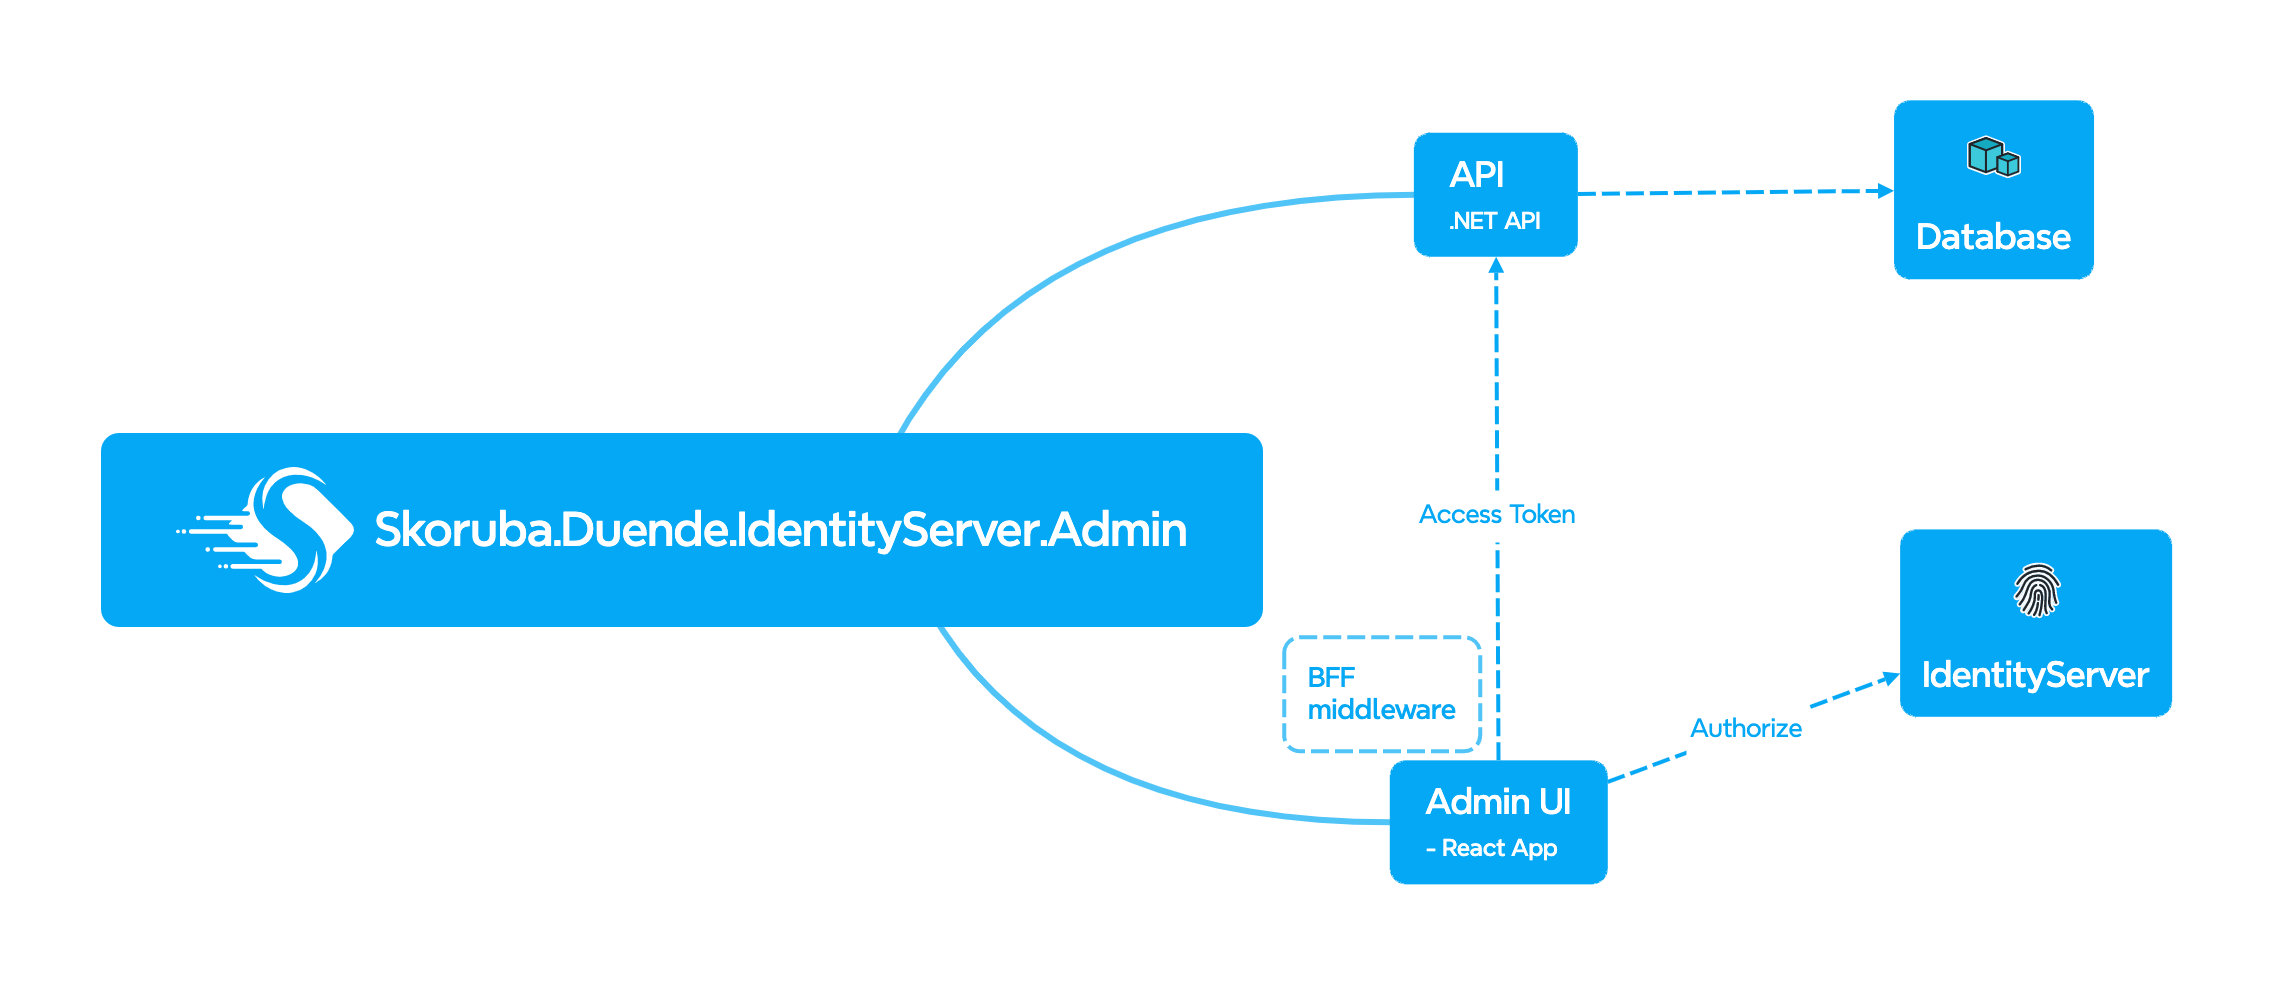 API
.NET API
Database
Skoruba.Duende.IdentityServer.Admin
Access Token
BFF
middleware
IdentityServer
Authorize
Admin UI
- React App